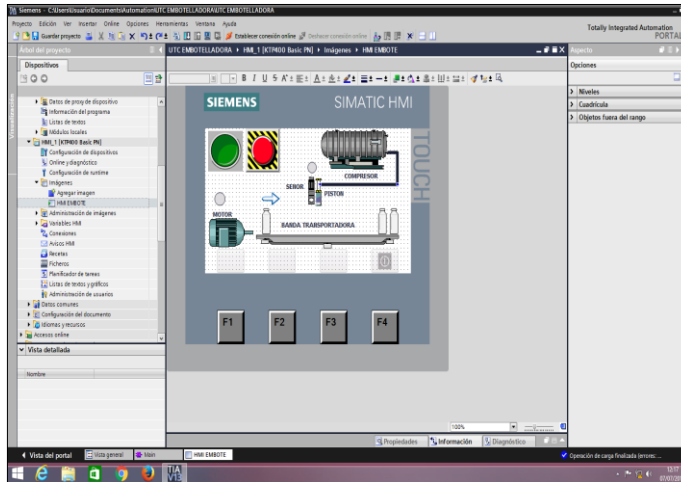 Siemens - C:\Users\Usuario\Documents\Automation\UTC EMBOTELLADORA\UTC EMBOTELLADORA
Proyecto Edición Ver Insertar Online Opciones Herramientas Ventana Ayuda
Guardar proyecto
Establecer conexión online
Deshacer conexión online
Totally Integrated Automation
PORTAL
Árbol del proyecto
UTC EMBOTELLADORA HMI_1 [KTP400 Basic PN] Imágenes HMI EMBOTE
Aspecto
Dispositivos
Opciones
Niveles
Cuadrícula
Objetos fuera del rango
Datos de proxy de dispositivo
Información del programa
Listas de textos
Módulos locales
HMI_1 [KTP400 Basic PN]
Configuración de dispositivos
Online y diagnóstico
Configuración de runtime
Imágenes
Agregar imagen
HMI EMBOTE
Administración de imágenes
Variables HMI
Conexiones
Avisos HMI
Recetas
Ficheros
Planificador de tareas
Listas de textos y gráficos
Administración de usuarios
Datos comunes
Configuración del documento
Idiomas y recursos
Accesos online
Vista detallada
Nombre
SIEMENS
SIMATIC HMI
TOUCH
COMPRESOR
SENOR
PISTON
MOTOR
BANDA TRANSPORTADORA
F1 F2 F3 F4
100%
Propiedades Información Diagnóstico
Vista del portal Vista general Main HMI EMBOTE
Operación de carga finalizada (errores: ...
TIA
V13
12:17